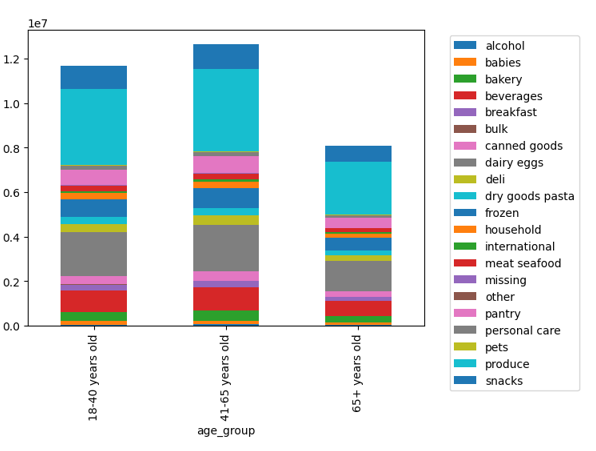 1e7
1.2
1.0
0.8
0.6
0.4
0.2
0.0
18-40 years old
41-65 years old
65+ years old
age_group
alcohol
babies
bakery
beverages
breakfast
bulk
canned goods
dairy eggs
deli
dry goods pasta
frozen
household
international
meat seafood
missing
other
pantry
personal care
pets
produce
snacks